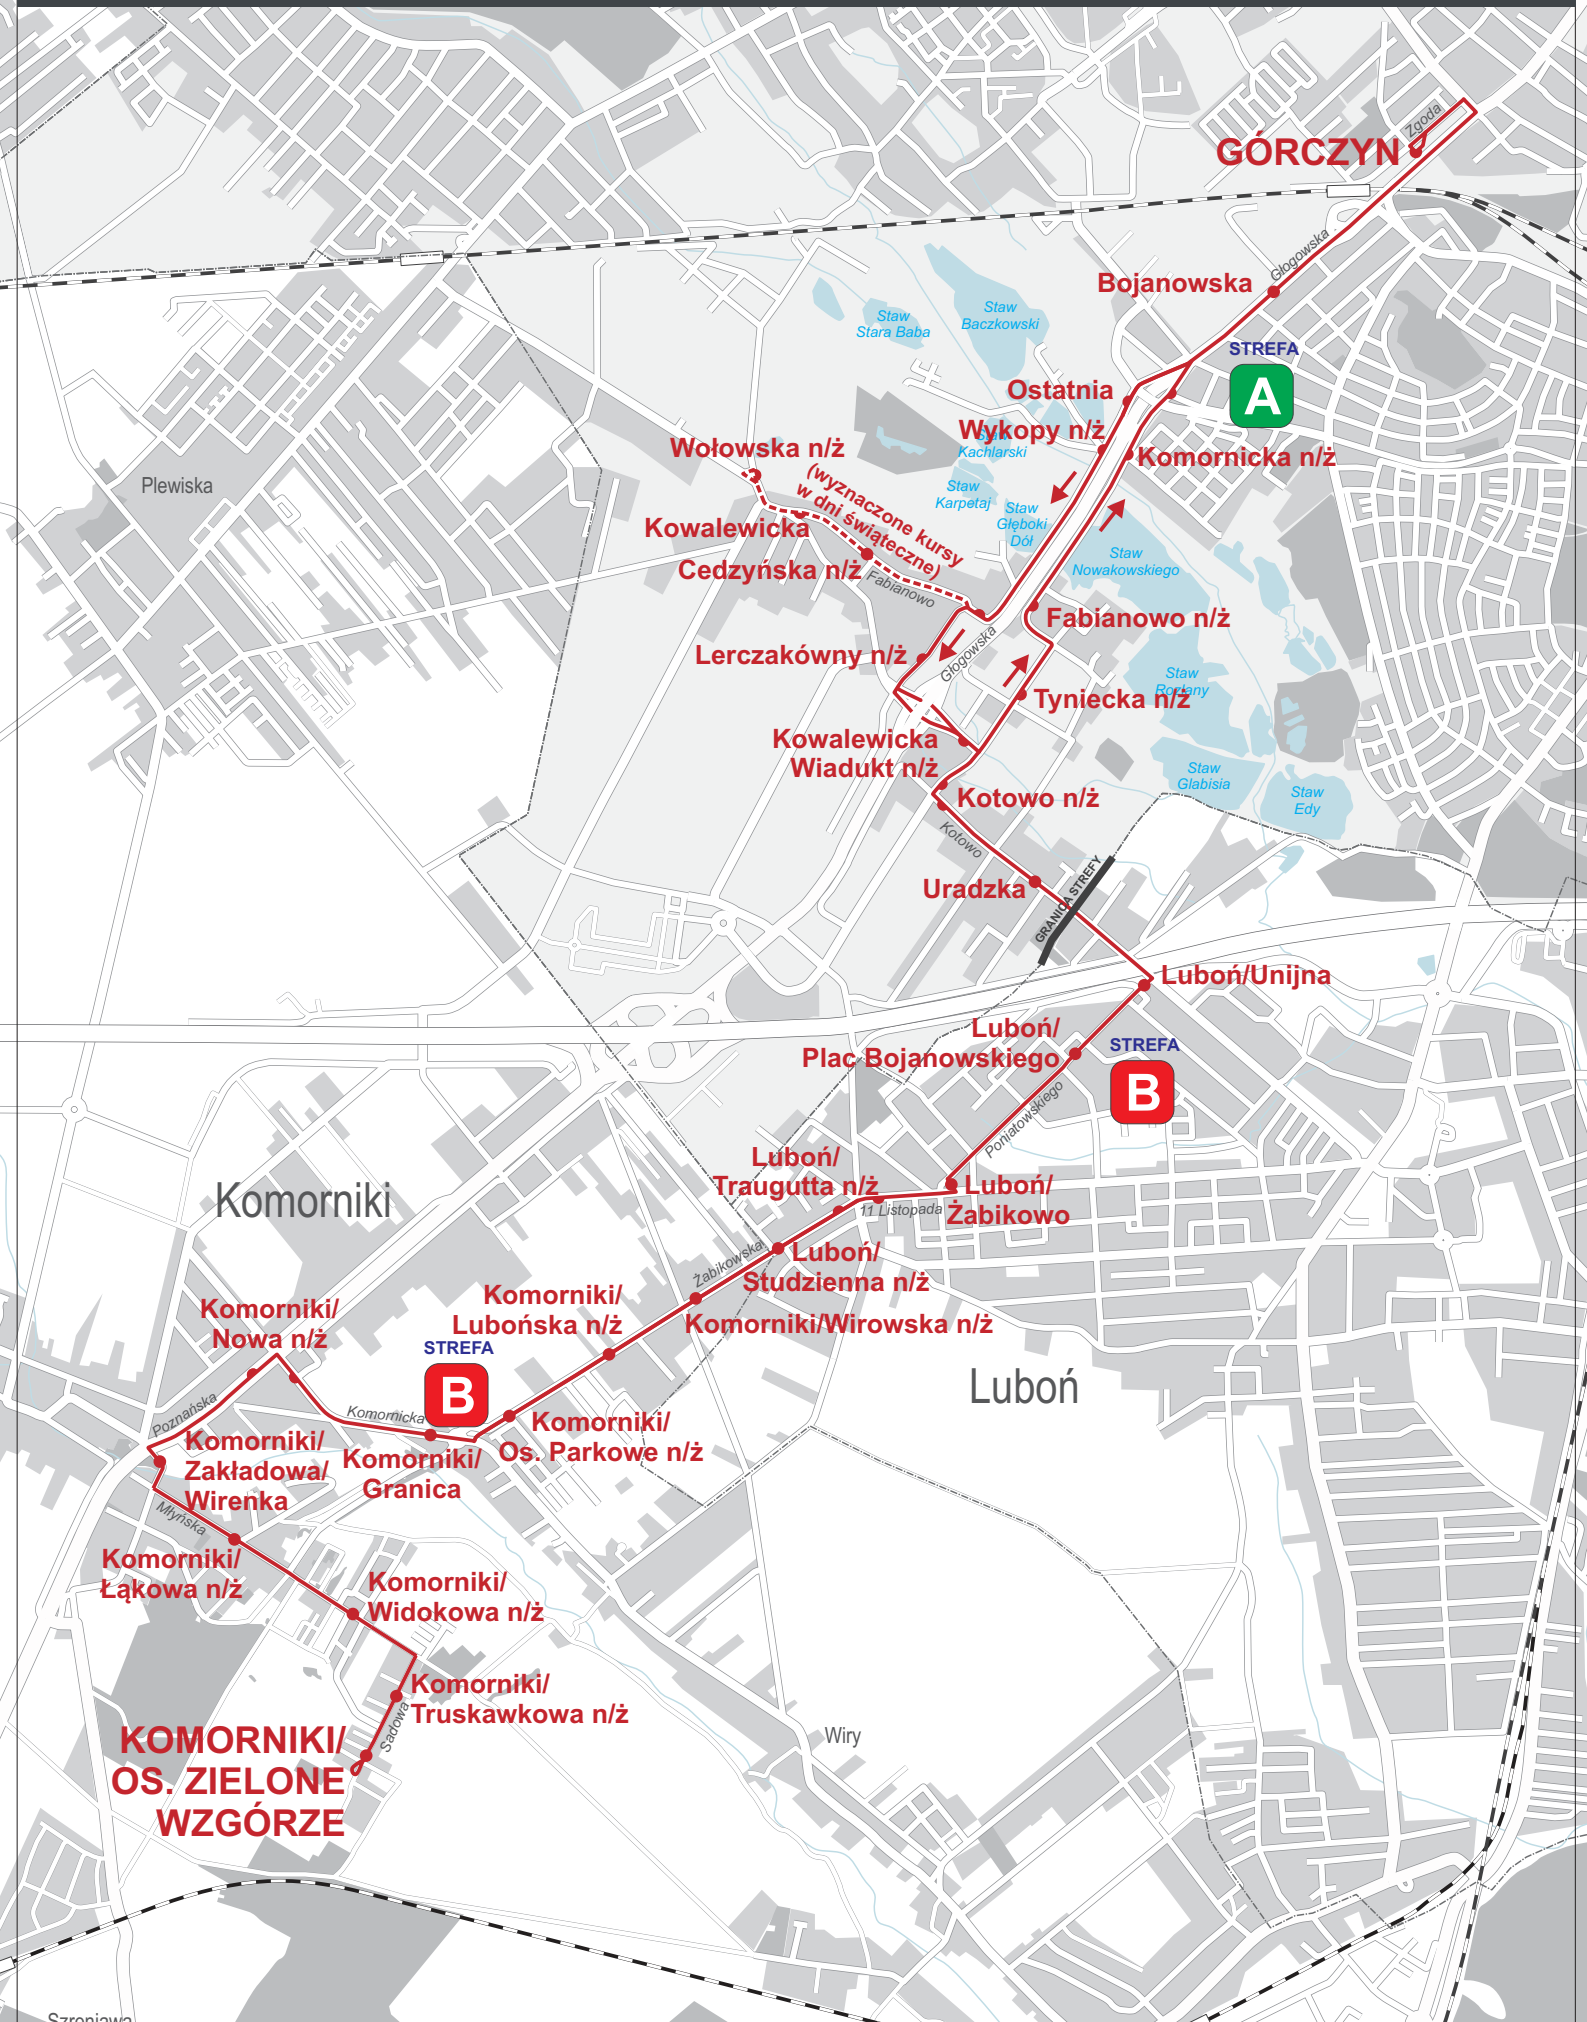 Zgoda
GÓRCZYN
Głogowska
Bojanowska
Staw
Baczkowski
Staw
Stara Baba
STREFA
A
Ostatnia
Wykopy n/ż
Staw
Kachlarski
Komornicka n/ż
Wołowska n/ż
(wyznaczone kursy
w dni świąteczne)
Plewiska
Staw
Karpetaj
Staw
Głęboki
Dół
Kowalewicka
Cedzyńska n/ż
Fabianowo
Staw
Nowakowskiego
Fabianowo n/ż
Głogowska
Lerczakówny n/ż
Staw
Rozlany
Tyniecka n/ż
Kowalewicka
Wiadukt n/ż
Staw
Glabisia
Staw
Edy
Kotowo n/ż
Kotowo
Uradzka
GRANICA STREFY
Luboń/Unijna
Luboń/
Plac Bojanowskiego
STREFA
B
Poniatowskiego
Luboń/
Traugutta n/ż
Luboń/
Żabikowo
11 Listopada
Komorniki
Żabikowska
Luboń/
Studzienna n/ż
Komorniki/
Lubońska n/ż
Komorniki/Wirowska n/ż
Komorniki/
Nowa n/ż
STREFA
B
Luboń
Poznańska
Komornicka
Komorniki/
Os. Parkowe n/ż
Komorniki/
Zakładowa/
Wirenka
Komorniki/
Granica
Młyńska
Komorniki/
Łąkowa n/ż
Komorniki/
Widokowa n/ż
Komorniki/
Truskawkowa n/ż
Sadowa
KOMORNIKI/
OS. ZIELONE
WZGÓRZE
Wiry
Szreniawa